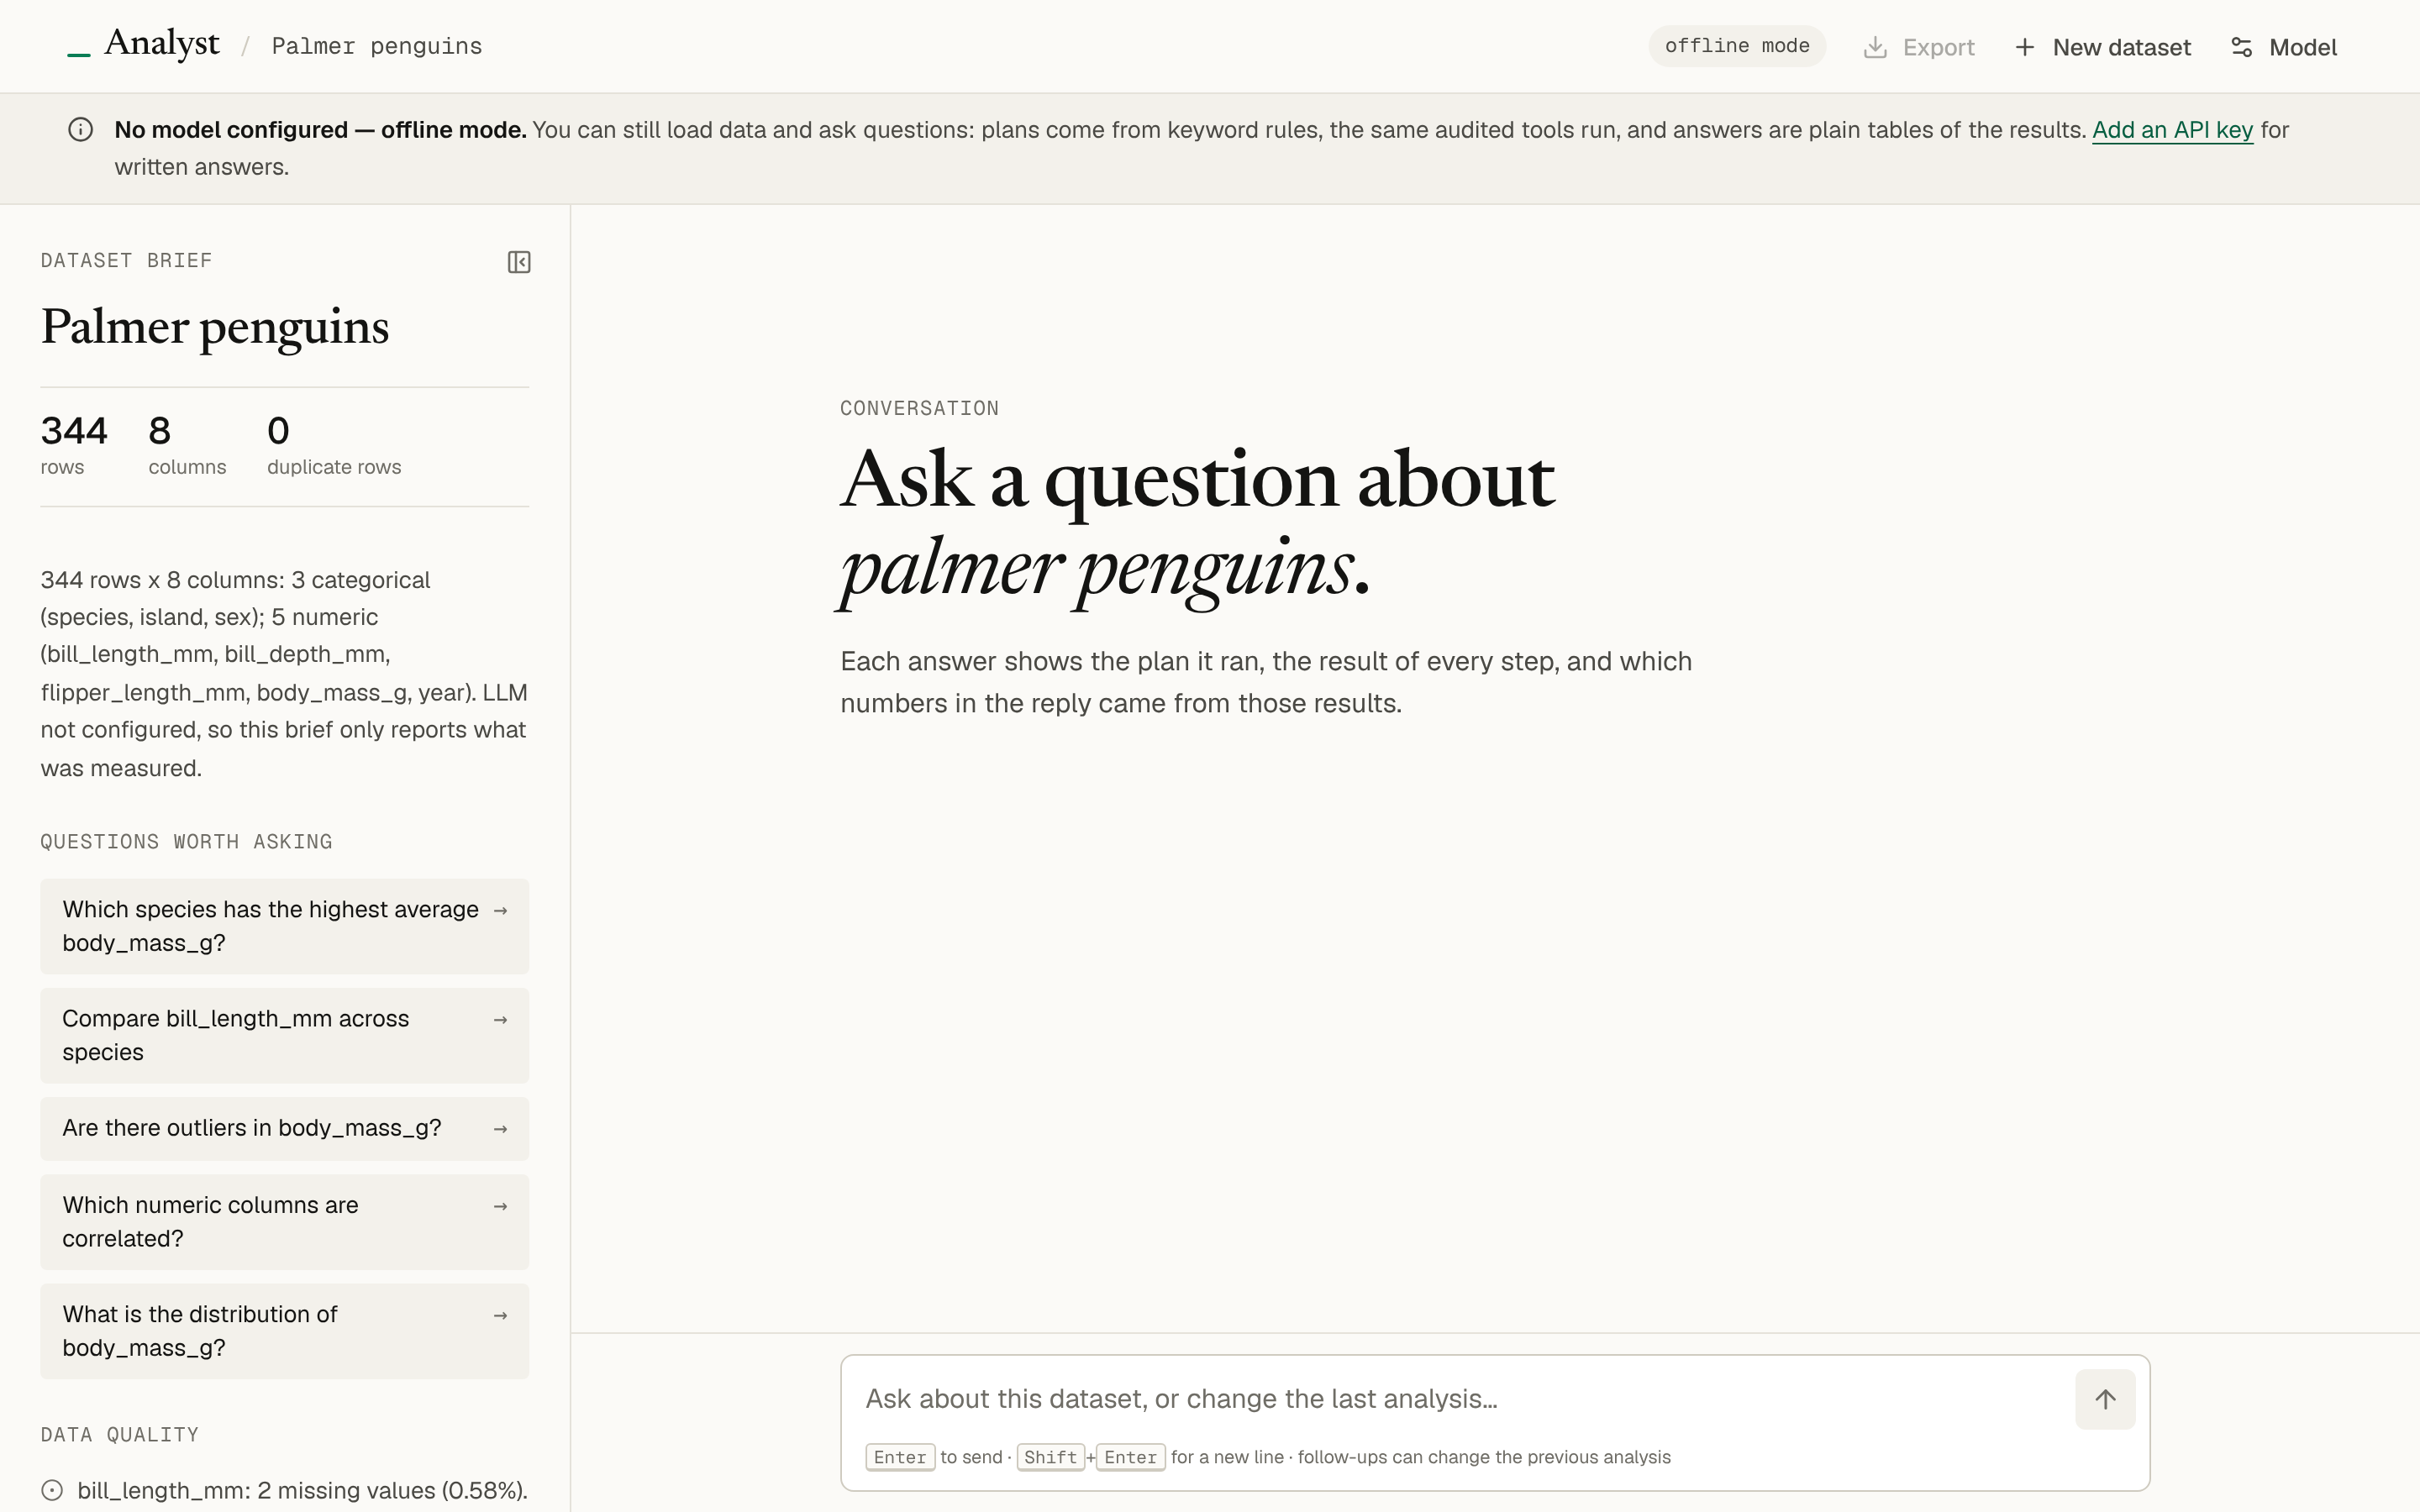 Analyst / Palmer penguins
offline mode Export New dataset Model
No model configured — offline mode. You can still load data and ask questions: plans come from keyword rules, the same audited tools run, and answers are plain tables of the results. Add an API key for
written answers.
DATASET BRIEF
Palmer penguins
344 8 0
rows columns duplicate rows
344 rows x 8 columns: 3 categorical
(species, island, sex); 5 numeric
(bill_length_mm, bill_depth_mm,
flipper_length_mm, body_mass_g, year). LLM
not configured, so this brief only reports what
was measured.
QUESTIONS WORTH ASKING
Which species has the highest average →
body_mass_g?
Compare bill_length_mm across →
species
Are there outliers in body_mass_g? →
Which numeric columns are →
correlated?
What is the distribution of →
body_mass_g?
DATA QUALITY
bill_length_mm: 2 missing values (0.58%).
CONVERSATION
Ask a question about
palmer penguins.
Each answer shows the plan it ran, the result of every step, and which
numbers in the reply came from those results.
Ask about this dataset, or change the last analysis…
Enter to send · Shift+Enter for a new line · follow-ups can change the previous analysis